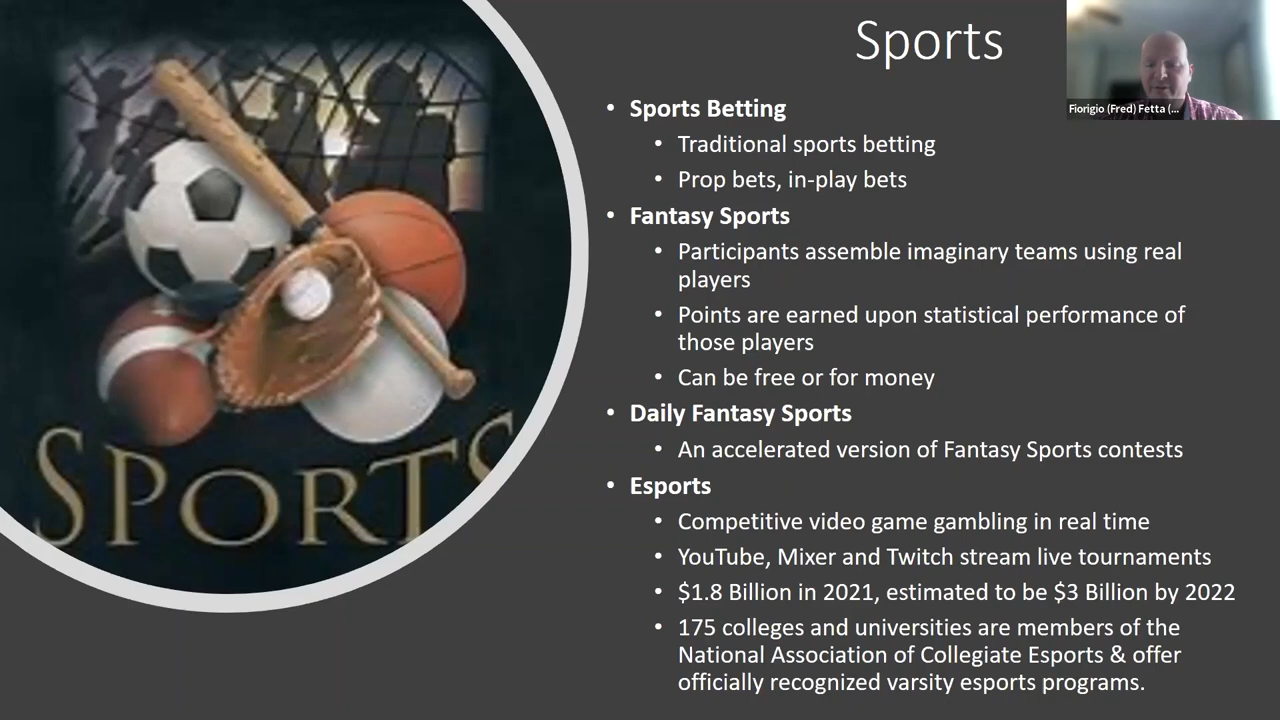 Sports
Fiorigio (Fred) Fetta (...
• Sports Betting
• Traditional sports betting
• Prop bets, in-play bets
• Fantasy Sports
• Participants assemble imaginary teams using real
players
• Points are earned upon statistical performance of
those players
• Can be free or for money
• Daily Fantasy Sports
• An accelerated version of Fantasy Sports contests
• Esports
• Competitive video game gambling in real time
• YouTube, Mixer and Twitch stream live tournaments
• $1.8 Billion in 2021, estimated to be $3 Billion by 2022
• 175 colleges and universities are members of the
National Association of Collegiate Esports & offer
officially recognized varsity esports programs.
SPORTS